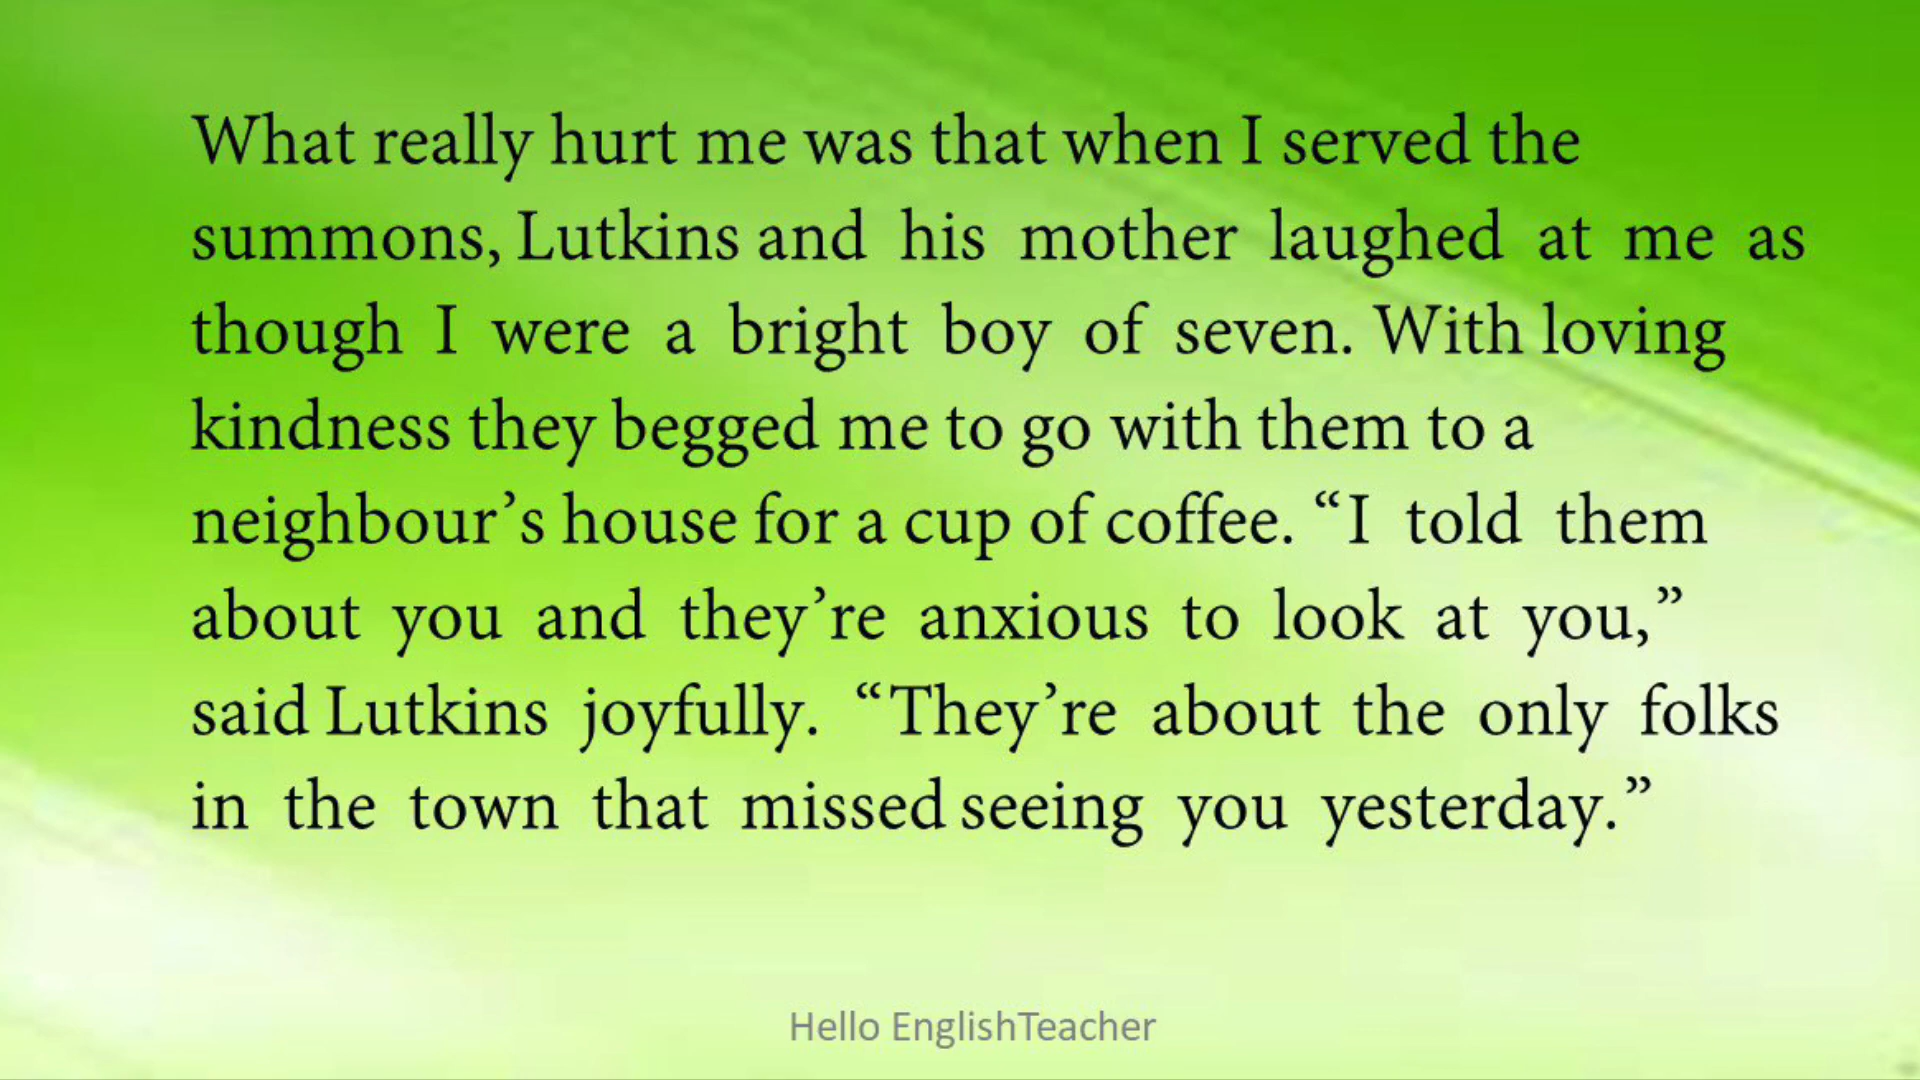 What really hurt me was that when I served the
summons, Lutkins and his mother laughed at me as
though I were a bright boy of seven. With loving
kindness they begged me to go with them to a
neighbour’s house for a cup of coffee. “I told them
about you and they’re anxious to look at you,”
said Lutkins joyfully. “They’re about the only folks
in the town that missed seeing you yesterday.”
Hello EnglishTeacher